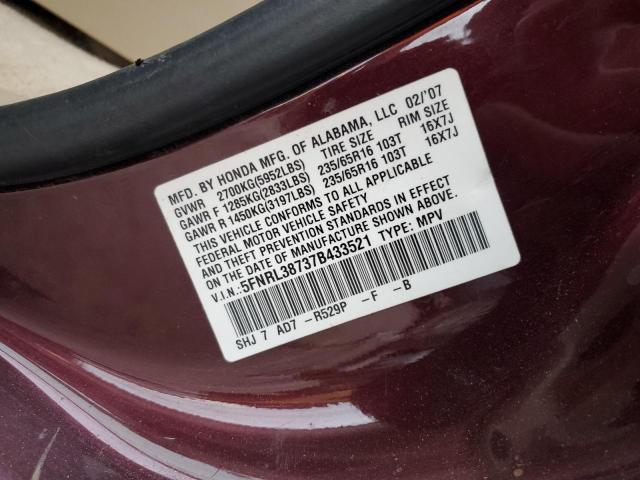 MFD. BY HONDA MFG. OF ALABAMA, LLC 02/'07
GVWR 2700KG(5952LBS) TIRE SIZE RIM SIZE
GAWR F 1285KG(2833LBS) 235/65R16 103T 16X7J
GAWR R 1450KG(3197LBS) 235/65R16 103T 16X7J
THIS VEHICLE CONFORMS TO ALL APPLICABLE
FEDERAL MOTOR VEHICLE SAFETY
AND THEFT PREVENTION STANDARDS IN EFFECT
ON THE DATE OF MANUFACTURE SHOWN ABOVE.
V.I.N.:5FNRL38737B433521 TYPE: MPV
SHJ 7 AD7 -R529P -F -B